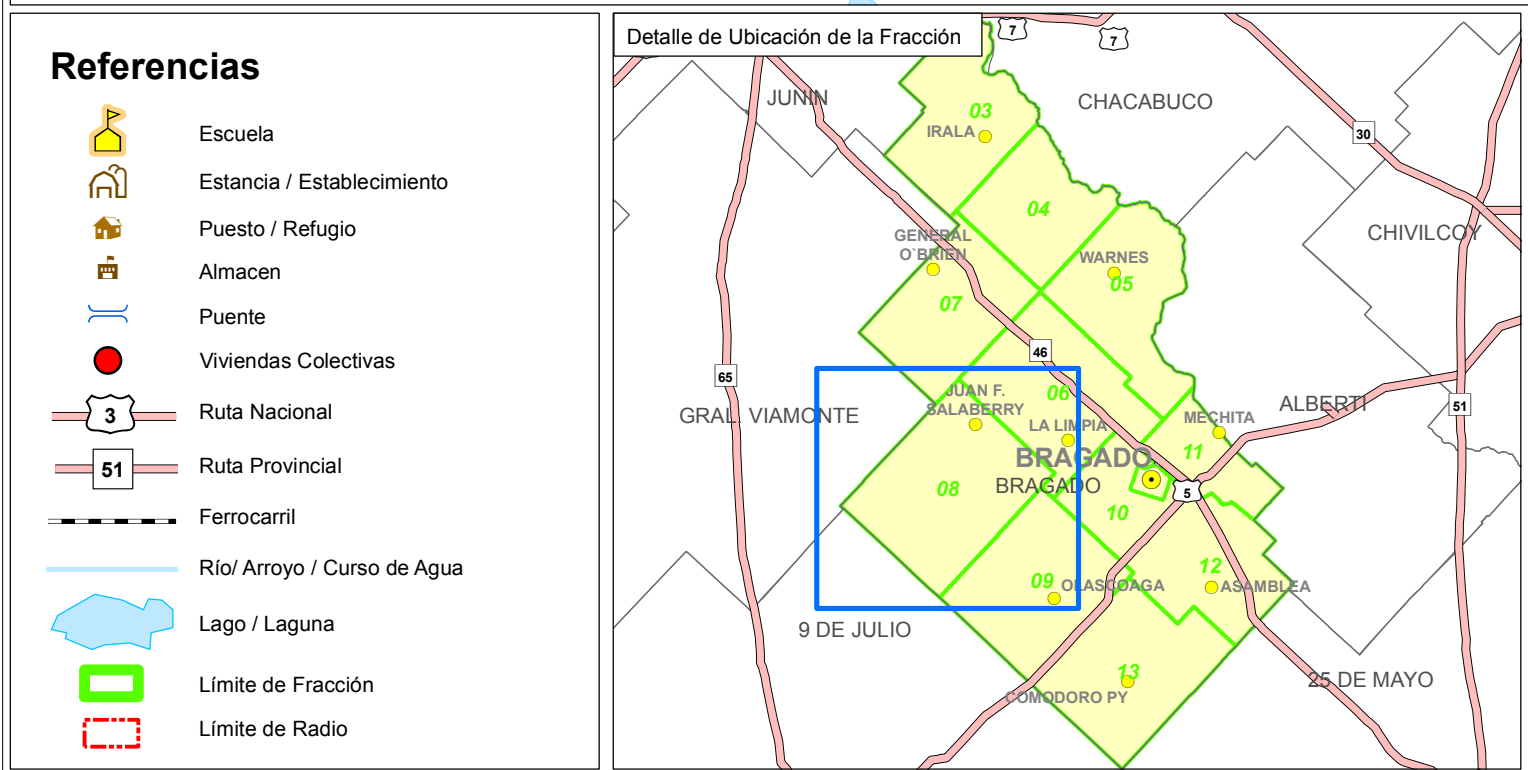 Referencias
Escuela
Estancia / Establecimiento
Puesto / Refugio
Almacen
Puente
Viviendas Colectivas
3 Ruta Nacional
51 Ruta Provincial
Ferrocarril
Río/ Arroyo / Curso de Agua
Lago / Laguna
Límite de Fracción
Límite de Radio
Detalle de Ubicación de la Fracción
7
7
JUNIN
CHACABUCO
03
IRALA
30
04
CHIVILCOY
GENERAL
O`BRIEN
WARNES
05
07
46
65
JUAN F.
SALABERRY
06
GRAL. VIAMONTE
ALBERTI
51
LA LIMPIA
MECHITA
11
BRAGADO
08
BRAGADO
5
10
12
09
OLASCOAGA
ASAMBLEA
9 DE JULIO
13
25 DE MAYO
COMODORO PY